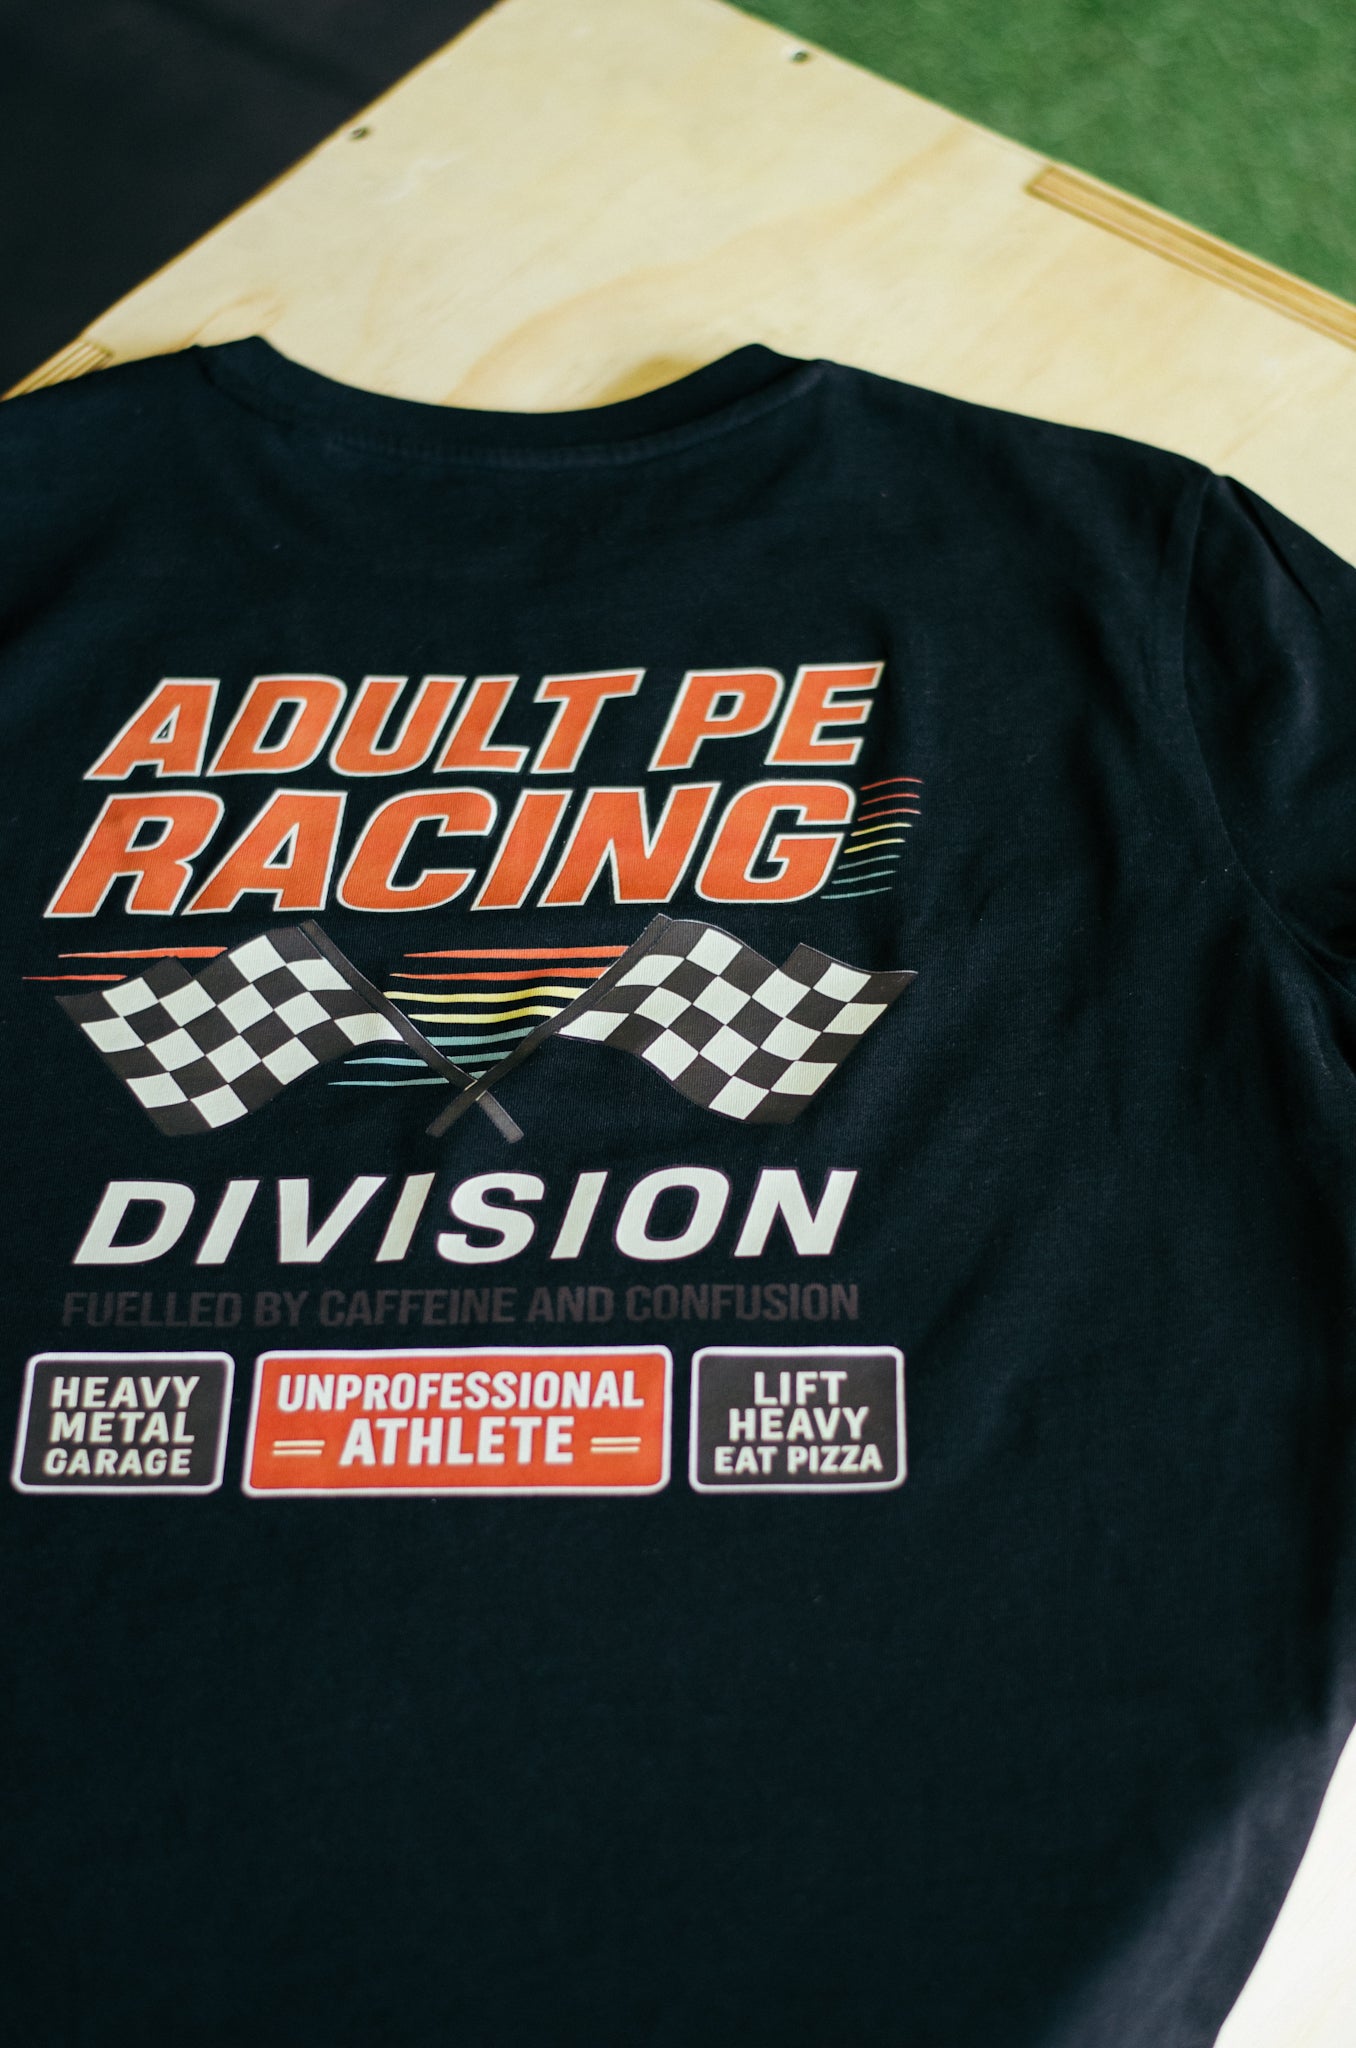 ADULT PE
RACING
DIVISION
FUELLED BY CAFFEINE AND CONFUSION
HEAVY
METAL
GARAGE
UNPROFESSIONAL
ATHLETE
LIFT
HEAVY
EAT PIZZA